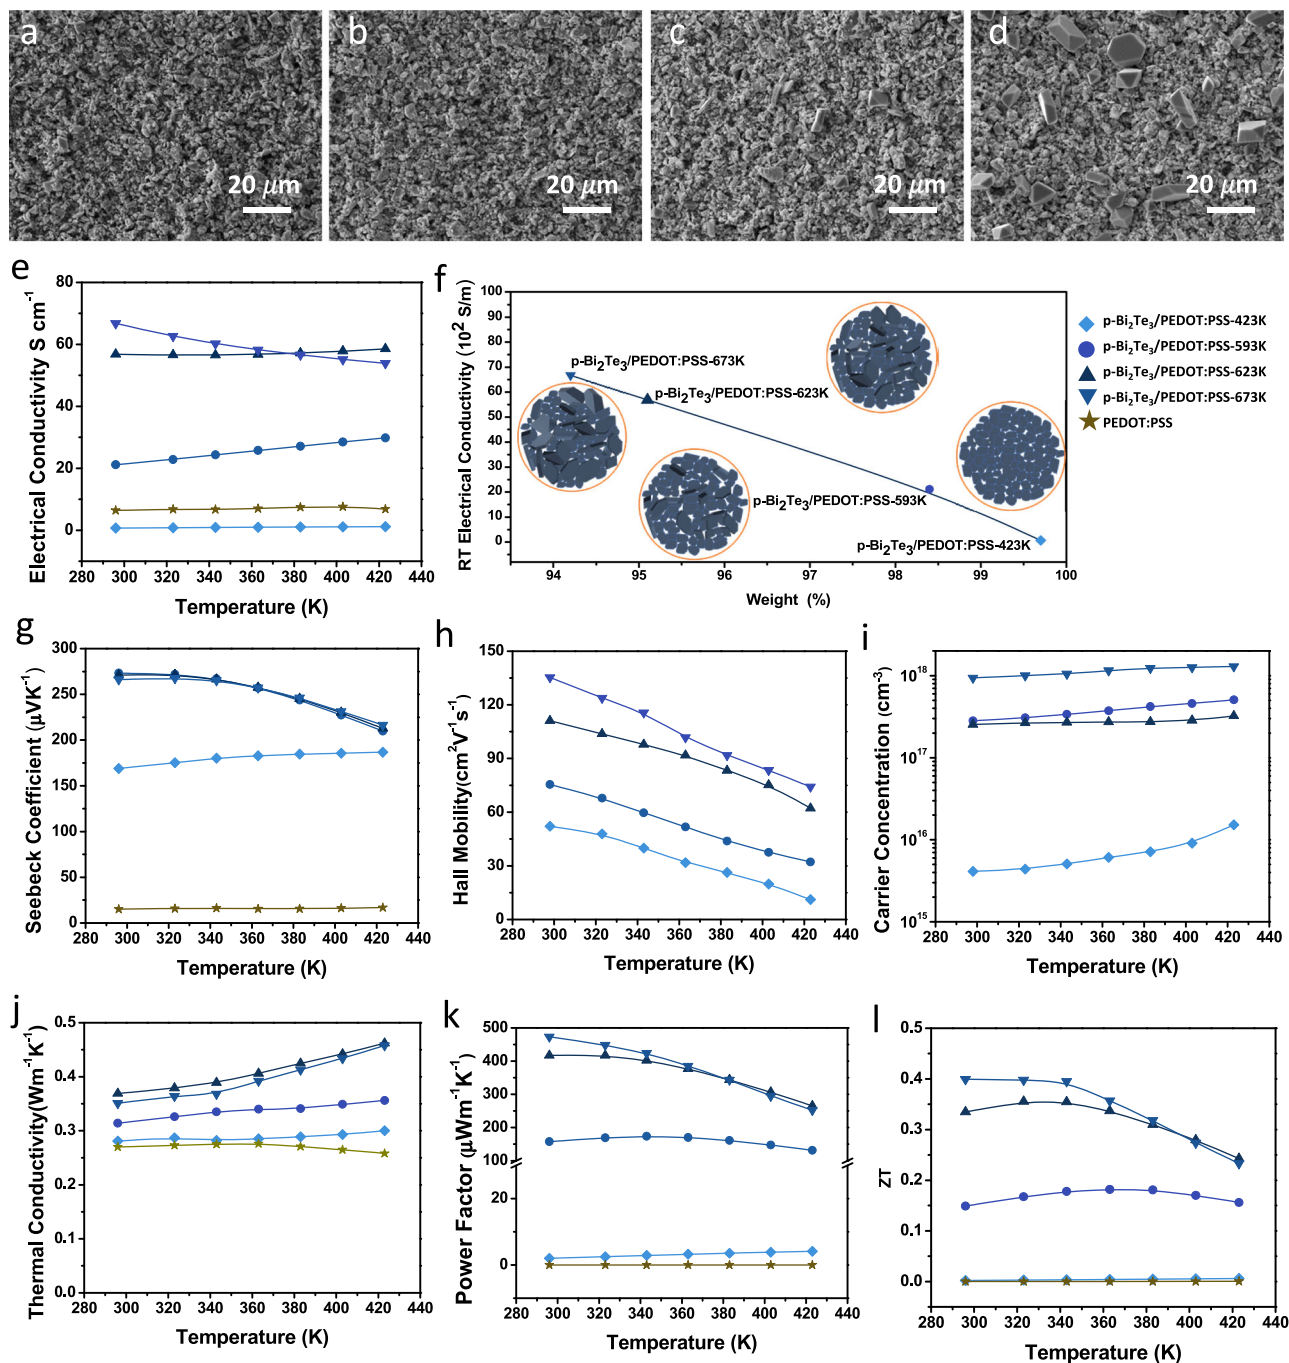 a
b
c
d
20 μm
20 μm
20 μm
20 μm
e
Electrical Conductivity S cm⁻¹
80
60
40
20
0
280 300 320 340 360 380 400 420 440
Temperature (K)
f
RT Electrical Conductivity (10² S/m)
100
90
80
70
60
50
40
30
20
10
0
p-Bi₂Te₃/PEDOT:PSS-673K
p-Bi₂Te₃/PEDOT:PSS-623K
p-Bi₂Te₃/PEDOT:PSS-593K
p-Bi₂Te₃/PEDOT:PSS-423K
94 95 96 97 98 99 100
Weight (%)
p-Bi₂Te₃/PEDOT:PSS-423K
p-Bi₂Te₃/PEDOT:PSS-593K
p-Bi₂Te₃/PEDOT:PSS-623K
p-Bi₂Te₃/PEDOT:PSS-673K
PEDOT:PSS
g
Seebeck Coefficient (μVK⁻¹)
300
250
200
150
100
50
0
280 300 320 340 360 380 400 420 440
Temperature (K)
h
Hall Mobility(cm²V⁻¹s⁻¹)
150
120
90
60
30
0
280 300 320 340 360 380 400 420 440
Temperature (K)
i
Carrier Concentration (cm⁻³)
10¹⁸
10¹⁷
10¹⁶
10¹⁵
280 300 320 340 360 380 400 420 440
Temperature (K)
j
Thermal Conductivity(Wm⁻¹K⁻¹)
0.5
0.4
0.3
0.2
0.1
0.0
280 300 320 340 360 380 400 420 440
Temperature (K)
k
Power Factor (μWm⁻¹K⁻¹)
500
400
300
200
100
20
0
280 300 320 340 360 380 400 420 440
Temperature (K)
l
ZT
0.5
0.4
0.3
0.2
0.1
0.0
280 300 320 340 360 380 400 420 440
Temperature (K)